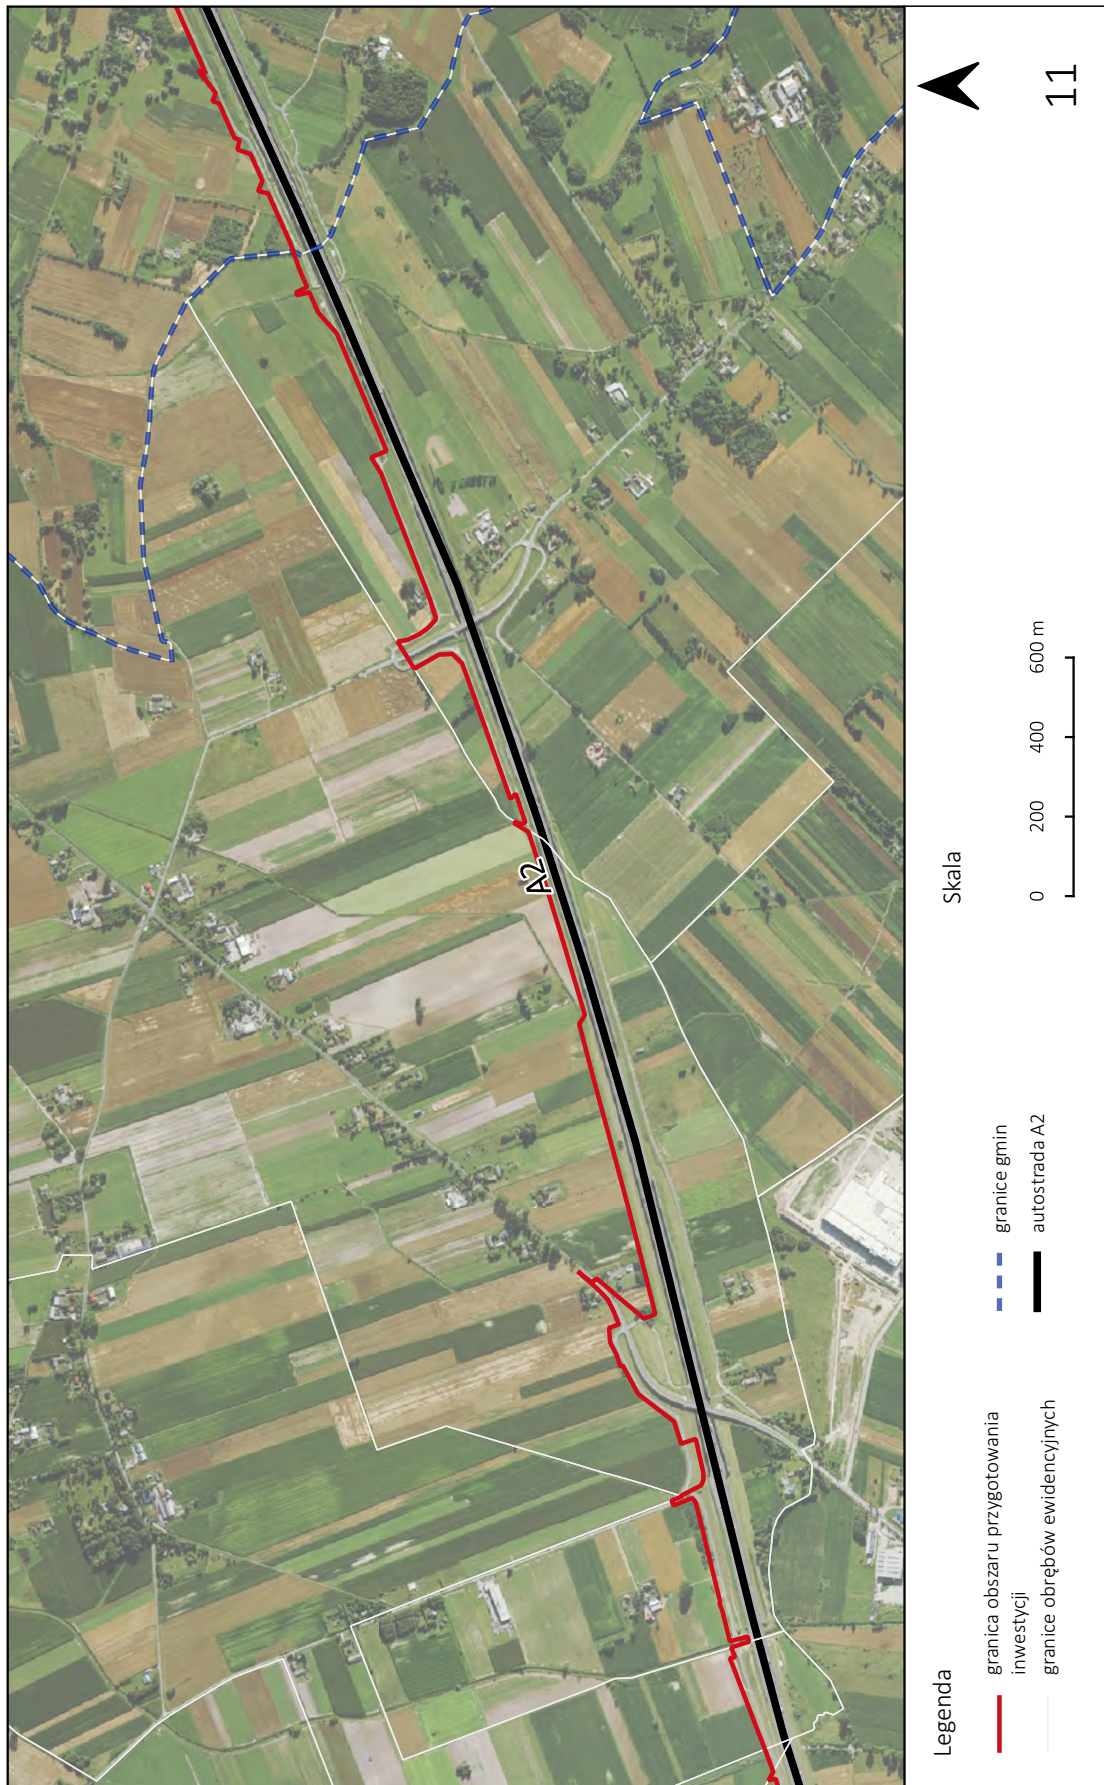 A2
Legenda
granica obszaru przygotowania
inwestycji
granice obrębów ewidencyjnych
granice gmin
autostrada A2
Skala
0 200 400 600 m
11